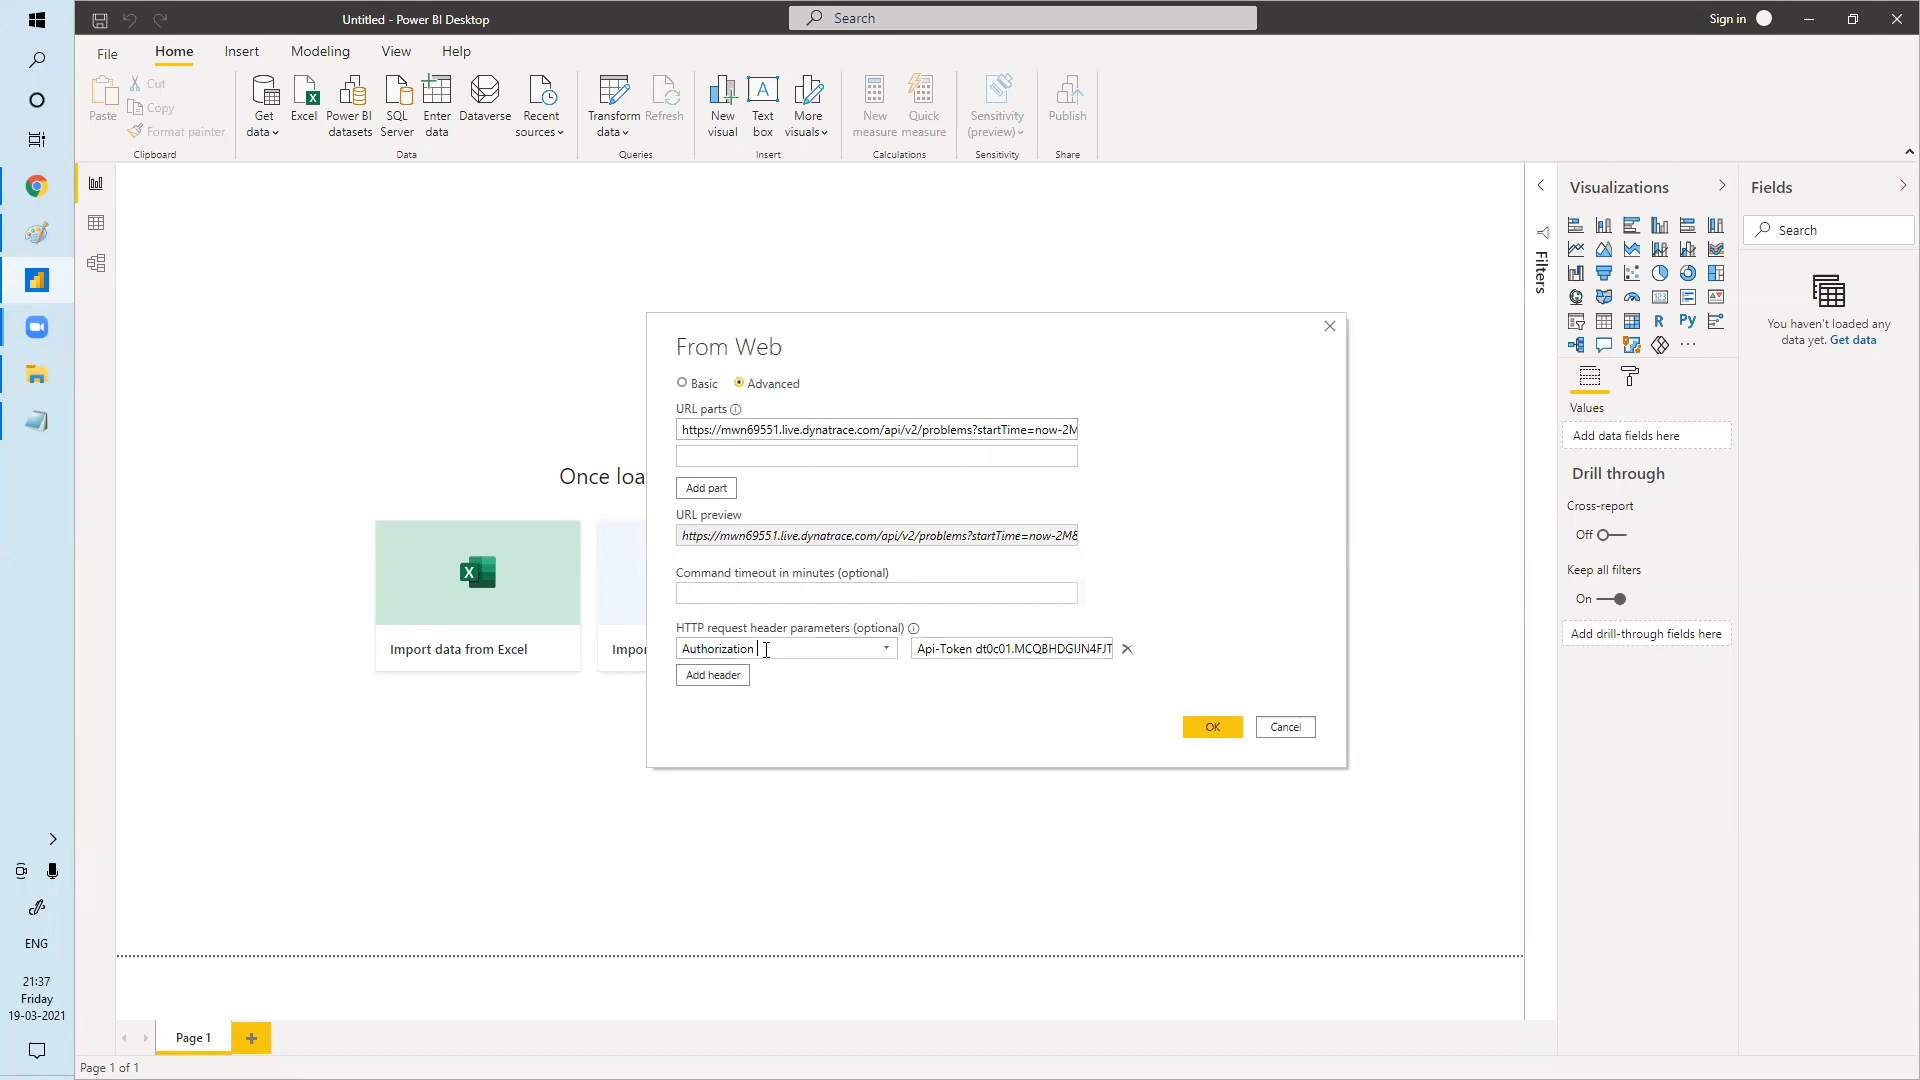 Untitled - Power BI Desktop
Search
Sign in
File
Home
Insert
Modeling
View
Help
Paste
Cut
Copy
Format painter
Clipboard
Get data
Excel
Power BI datasets
SQL Server
Enter data
Dataverse
Recent sources
Data
Transform data
Refresh
Queries
New visual
Text box
More visuals
Insert
New measure
Quick measure
Calculations
Sensitivity (preview)
Sensitivity
Publish
Share
Once loa
Import data from Excel
Impor
From Web
Basic
Advanced
URL parts
https://mwn69551.live.dynatrace.com/api/v2/problems?startTime=now-2M
Add part
URL preview
https://mwn69551.live.dynatrace.com/api/v2/problems?startTime=now-2M&
Command timeout in minutes (optional)
HTTP request header parameters (optional)
Authorization
Api-Token dt0c01.MCQBHDGIJN4FJT
Add header
OK
Cancel
Filters
Visualizations
R
Py
123
Values
Add data fields here
Drill through
Cross-report
Off
Keep all filters
On
Add drill-through fields here
Fields
Search
You haven't loaded any
data yet. Get data
ENG
21:37
Friday
19-03-2021
Page 1
Page 1 of 1